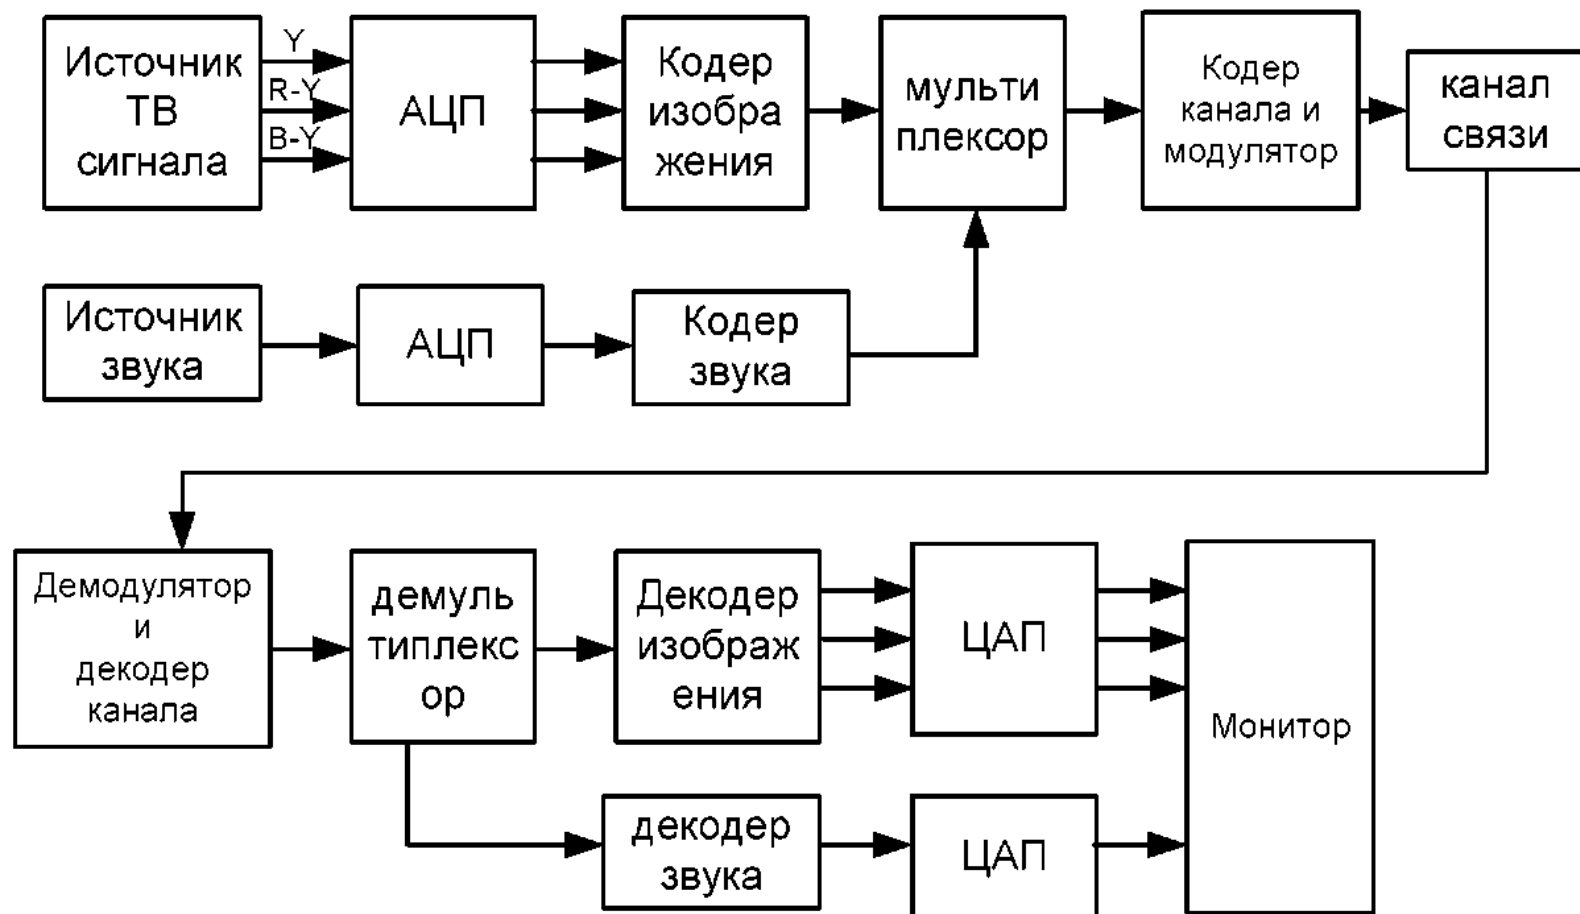 Источник
ТВ
сигнала
Y
R-Y
B-Y
АЦП
Кодер
изобра
жения
мульти
плексор
Кодер
канала и
модулятор
канал
связи
Источник
звука
АЦП
Кодер
звука
Демодулятор
и
декодер
канала
демуль
типлекс
ор
Декодер
изображ
ения
ЦАП
Монитор
декодер
звука
ЦАП